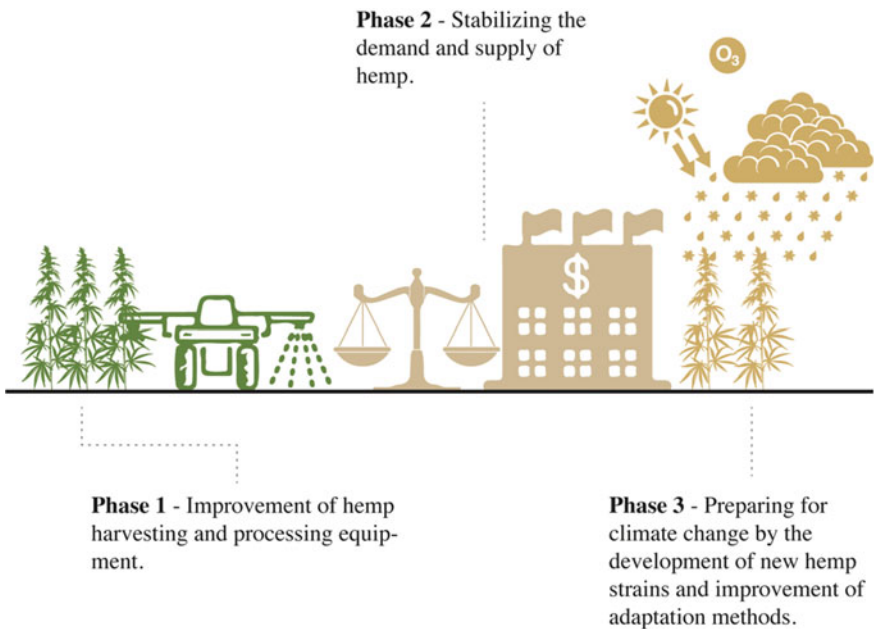 Phase 2 - Stabilizing the
demand and supply of
hemp.
O₃
$
Phase 1 - Improvement of hemp
harvesting and processing equip-
ment.
Phase 3 - Preparing for
climate change by the
development of new hemp
strains and improvement of
adaptation methods.